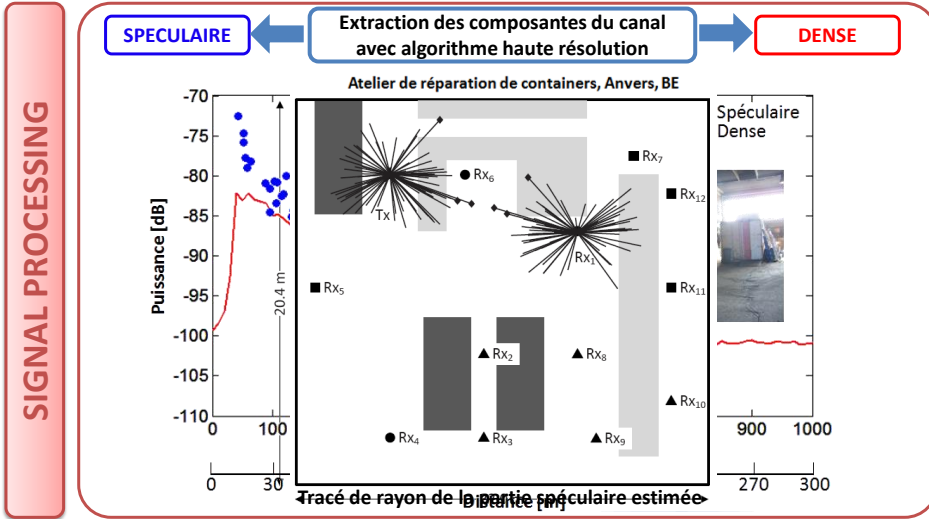 SIGNAL PROCESSING
SPECULAIRE
Extraction des composantes du canal
avec algorithme haute résolution
DENSE
Atelier de réparation de containers, Anvers, BE
Spéculaire
Dense
Puissance [dB]
-70
-75
-80
-85
-90
-95
-100
-105
-110
20.4 m
Tx
Rx6
Rx7
Rx12
Rx1
Rx5
Rx11
Rx2
Rx8
Rx10
Rx4
Rx3
Rx9
0 100 900 1000
0 30 270 300
Tracé de rayon de la partie spéculaire estimée
Distance [m]